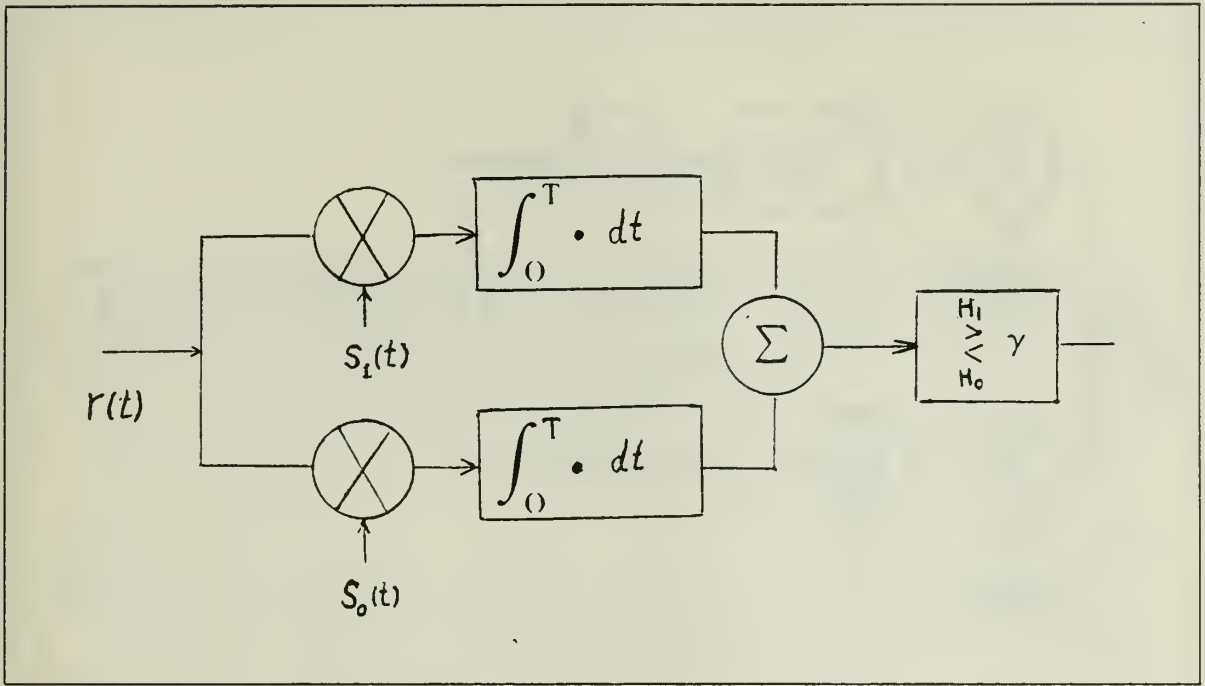 r(t)
S₁(t)
∫₀ᵀ • dt
S₀(t)
∫₀ᵀ • dt
Σ
H₁
≷ γ
H₀